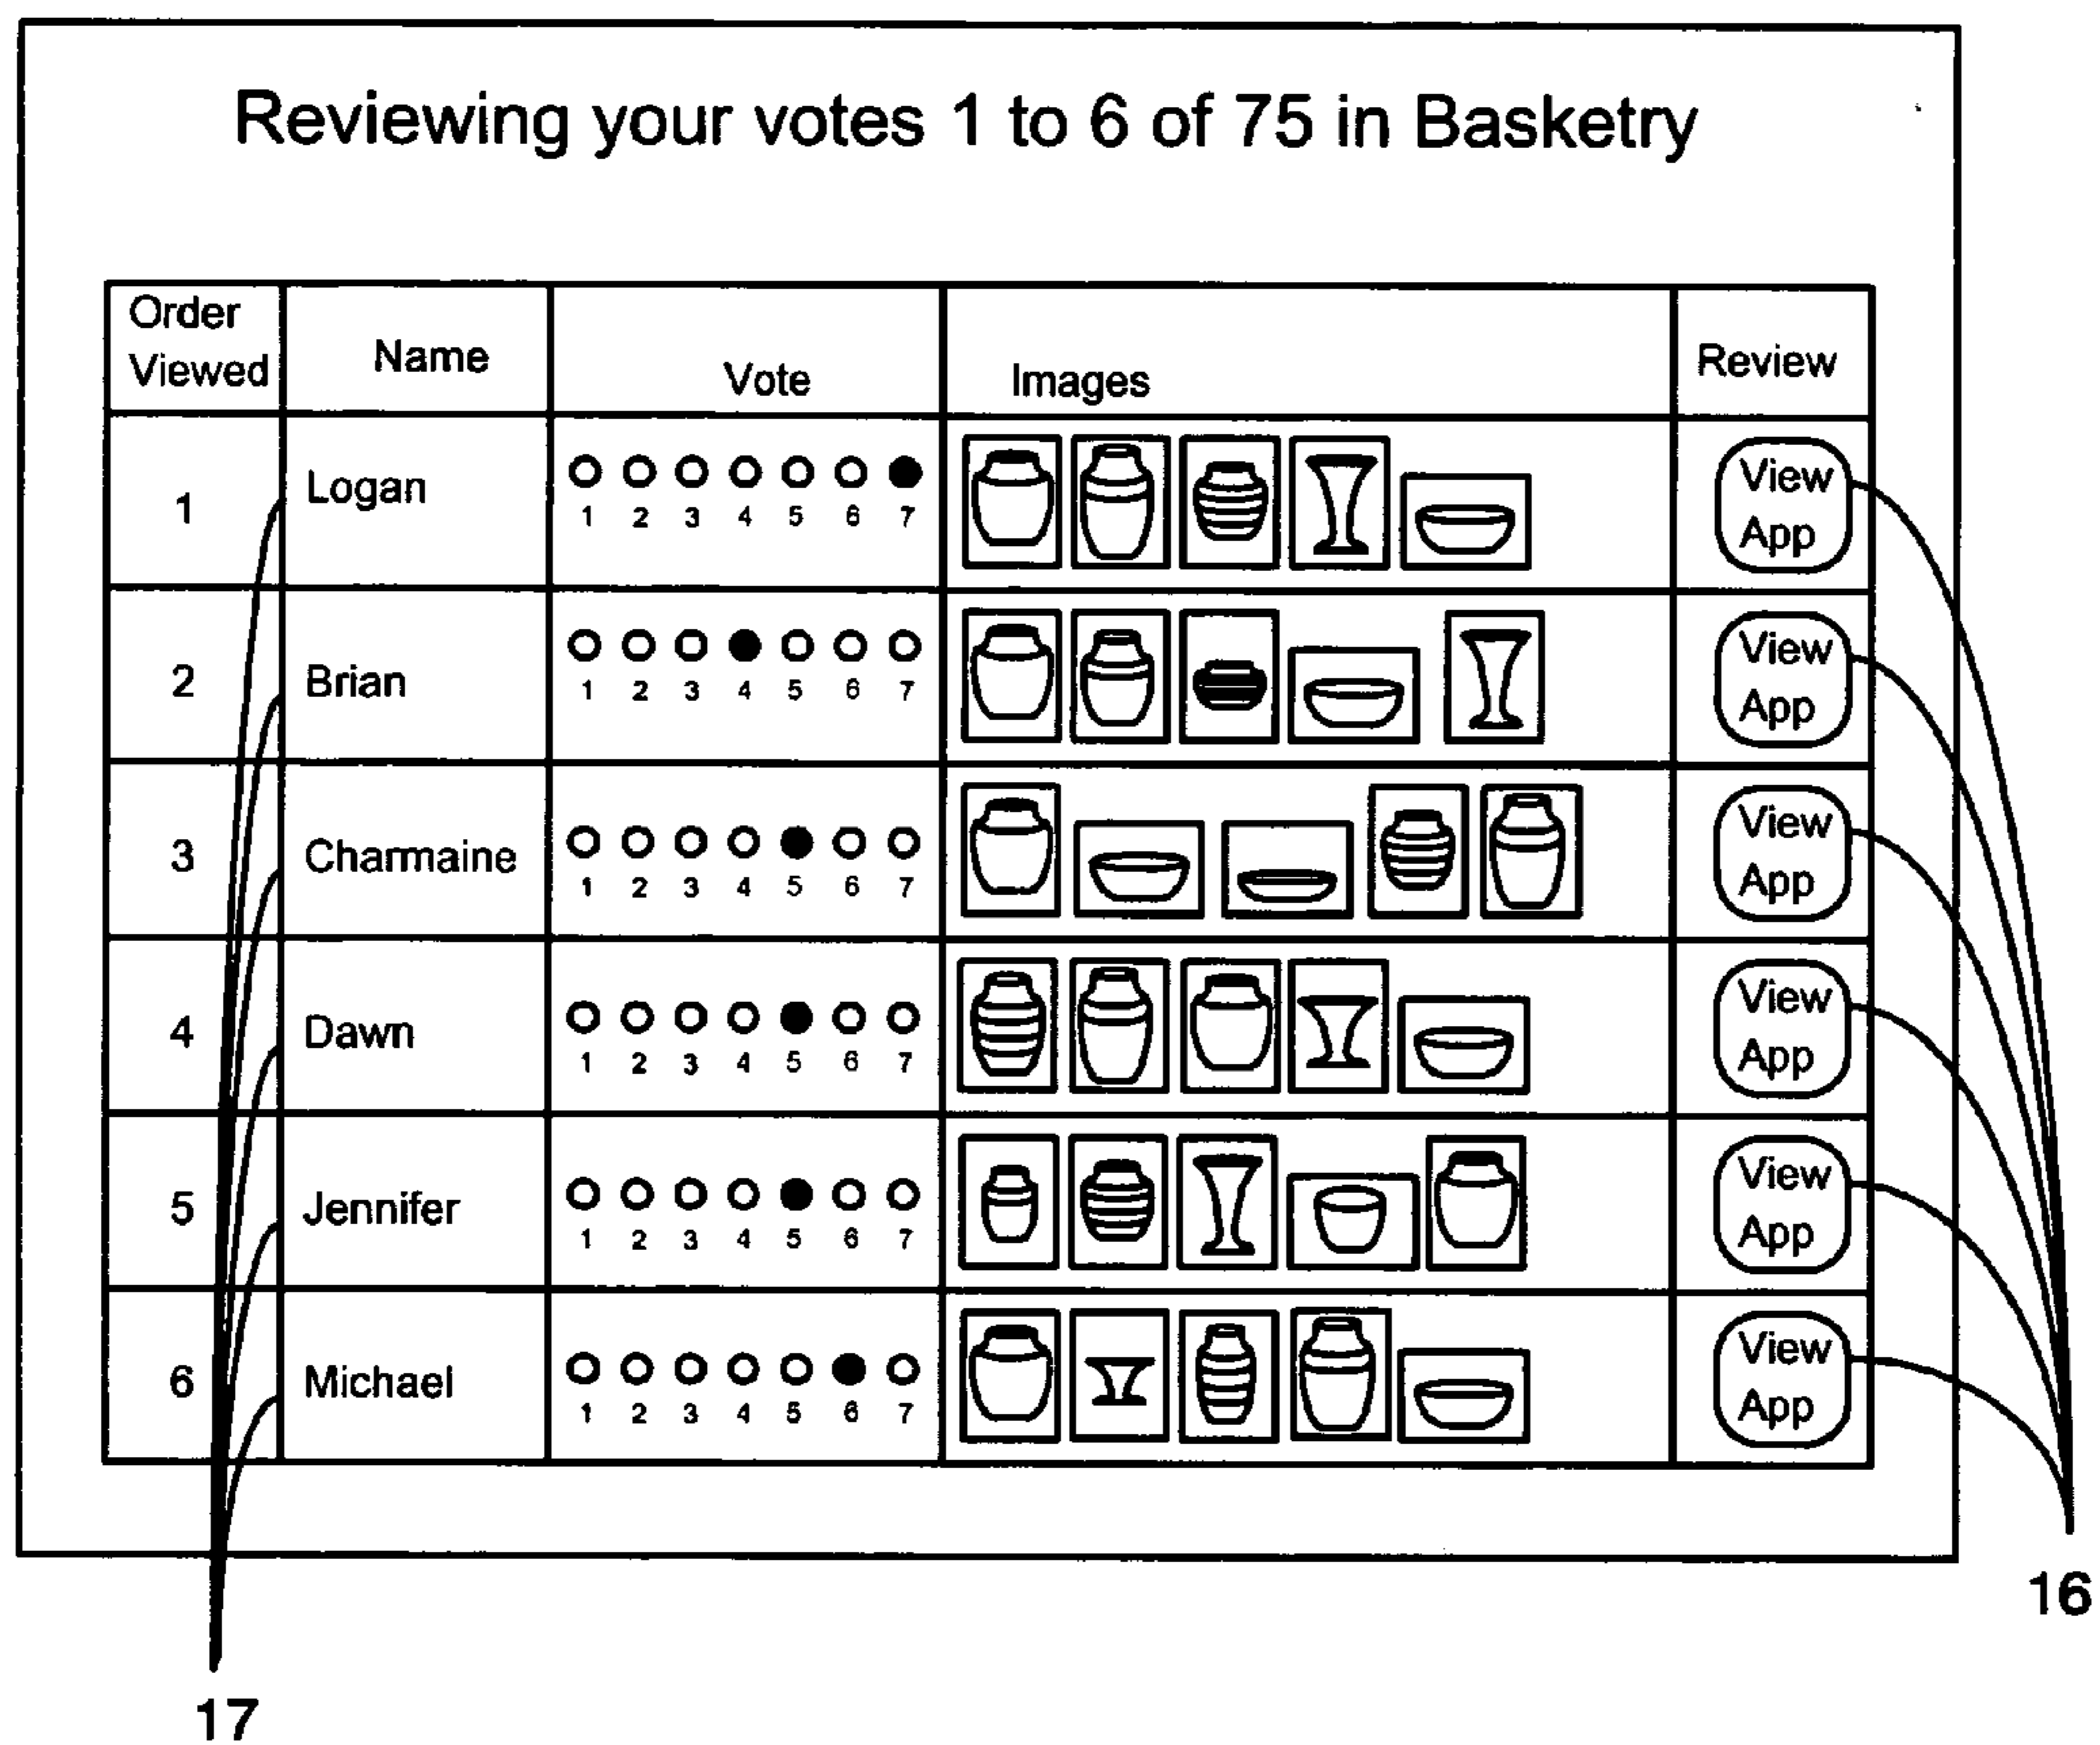 Reviewing your votes 1 to 6 of 75 in Basketry
Order Viewed Name Vote Images Review
1 Logan 1 2 3 4 5 6 7 View App
2 Brian 1 2 3 4 5 6 7 View App
3 Charmaine 1 2 3 4 5 6 7 View App
4 Dawn 1 2 3 4 5 6 7 View App
5 Jennifer 1 2 3 4 5 6 7 View App
6 Michael 1 2 3 4 5 6 7 View App
16
17